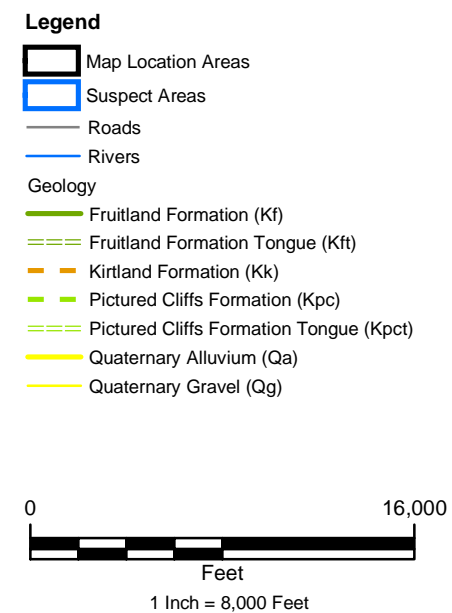 Legend
Map Location Areas
Suspect Areas
Roads
Rivers
Geology
Fruitland Formation (Kf)
Fruitland Formation Tongue (Kft)
Kirtland Formation (Kk)
Pictured Cliffs Formation (Kpc)
Pictured Cliffs Formation Tongue (Kpct)
Quaternary Alluvium (Qa)
Quaternary Gravel (Qg)
0 16,000
Feet
1 Inch = 8,000 Feet